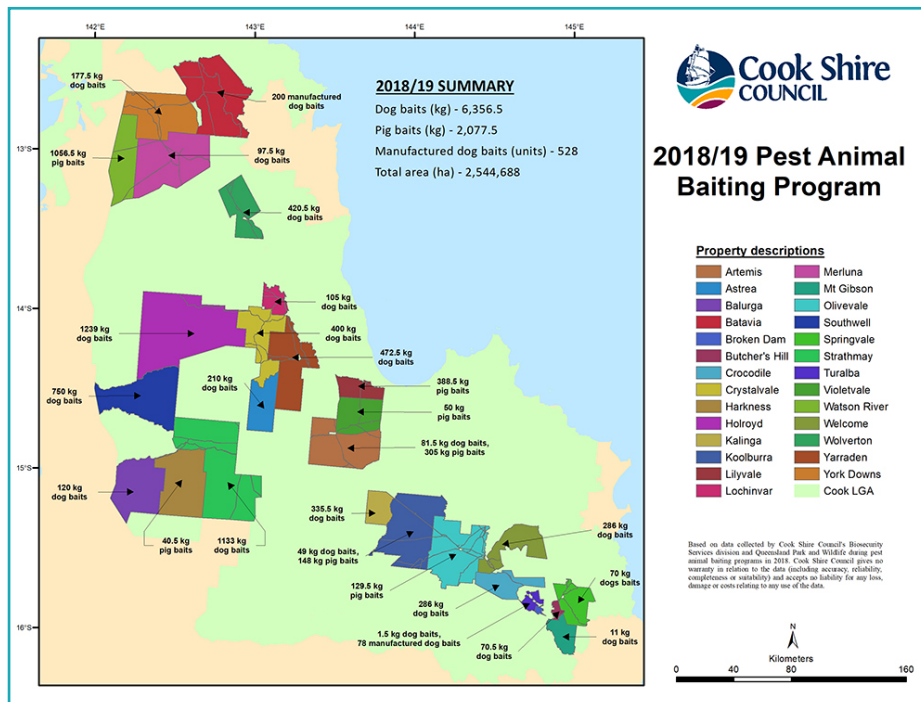 142°E
143°E
144°E
145°E
13°S
14°S
15°S
16°S
177.5 kg
dog baits
200 manufactured
dog baits
1056.5 kg
pig baits
97.5 kg
dog baits
420.5 kg
dog baits
105 kg
dog baits
1239 kg
dog baits
400 kg
dog baits
472.5 kg
dog baits
210 kg
dog baits
750 kg
dog baits
388.5 kg
pig baits
50 kg
pig baits
81.5 kg dog baits,
305 kg pig baits
120 kg
dog baits
40.5 kg
pig baits
1133 kg
dog baits
335.5 kg
dog baits
49 kg dog baits,
148 kg pig baits
129.5 kg
pig baits
286 kg
dog baits
286 kg
dog baits
1.5 kg dog baits,
78 manufactured dog baits
70 kg
dogs baits
70.5 kg
dog baits
11 kg
dog baits
2018/19 SUMMARY
Dog baits (kg) - 6,356.5
Pig baits (kg) - 2,077.5
Manufactured dog baits (units) - 528
Total area (ha) - 2,544,688
Cook Shire
COUNCIL
2018/19 Pest Animal
Baiting Program
Property descriptions
Artemis
Astrea
Balurga
Batavia
Broken Dam
Butcher's Hill
Crocodile
Crystalvale
Harkness
Holroyd
Kalinga
Koolburra
Lilyvale
Lochinvar
Merluna
Mt Gibson
Olivevale
Southwell
Springvale
Strathmay
Turalba
Violetvale
Watson River
Welcome
Wolverton
Yarraden
York Downs
Cook LGA
Based on data collected by Cook Shire Council's Biosecurity
Services division and Queensland Park and Wildlife during pest
animal baiting programs in 2018. Cook Shire Council gives no
warranty in relation to the data (including accuracy, reliability,
completeness or suitability) and accepts no liability for any loss,
damage or costs relating to any use of the data.
N
Kilometers
0 40 80 160